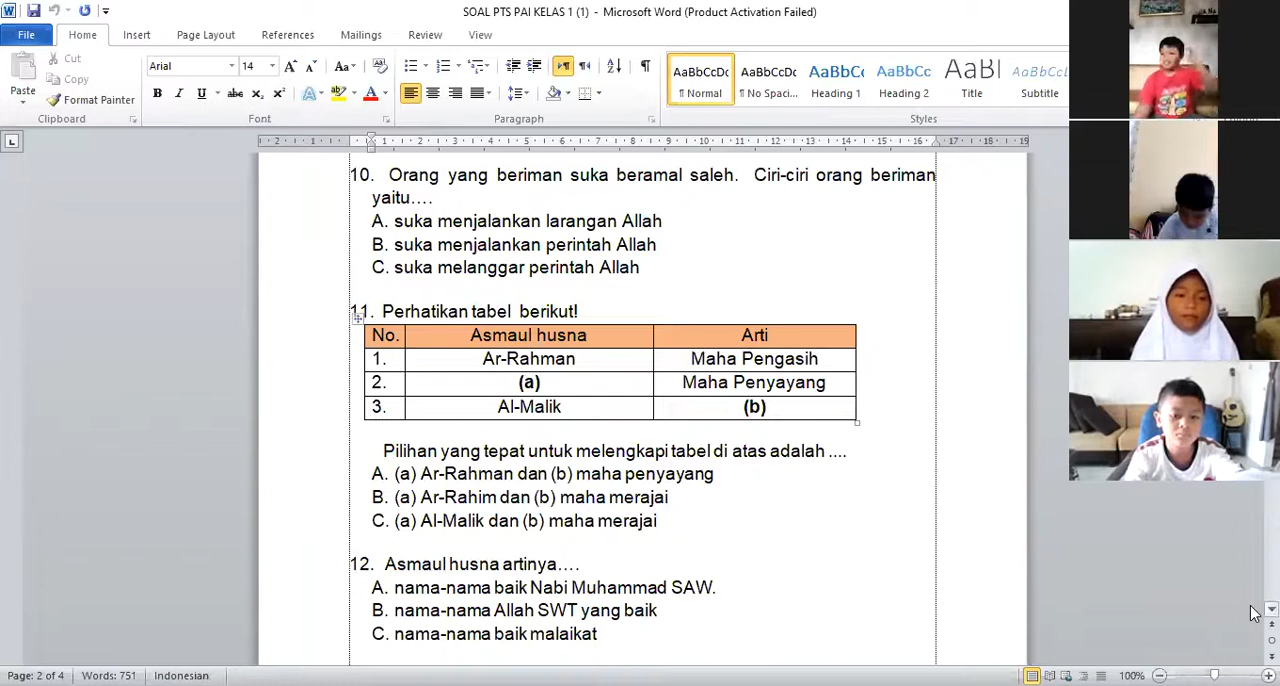 SOAL PTS PAI KELAS 1 (1) - Microsoft Word (Product Activation Failed)
File Home Insert Page Layout References Mailings Review View
Paste
Cut
Copy
Format Painter
Clipboard
Arial 14
Font
Paragraph
AaBbCcDc AaBbCcDc AaBbCc AaBbCc AaBl AaBbCcL
¶ Normal ¶ No Spaci... Heading 1 Heading 2 Title Subtitle
Styles
10. Orang yang beriman suka beramal saleh. Ciri-ciri orang beriman
yaitu….
A. suka menjalankan larangan Allah
B. suka menjalankan perintah Allah
C. suka melanggar perintah Allah
11. Perhatikan tabel berikut!
No. Asmaul husna Arti
1. Ar-Rahman Maha Pengasih
2. (a) Maha Penyayang
3. Al-Malik (b)
Pilihan yang tepat untuk melengkapi tabel di atas adalah ....
A. (a) Ar-Rahman dan (b) maha penyayang
B. (a) Ar-Rahim dan (b) maha merajai
C. (a) Al-Malik dan (b) maha merajai
12. Asmaul husna artinya….
A. nama-nama baik Nabi Muhammad SAW.
B. nama-nama Allah SWT yang baik
C. nama-nama baik malaikat
Page: 2 of 4 Words: 751 Indonesian 100%